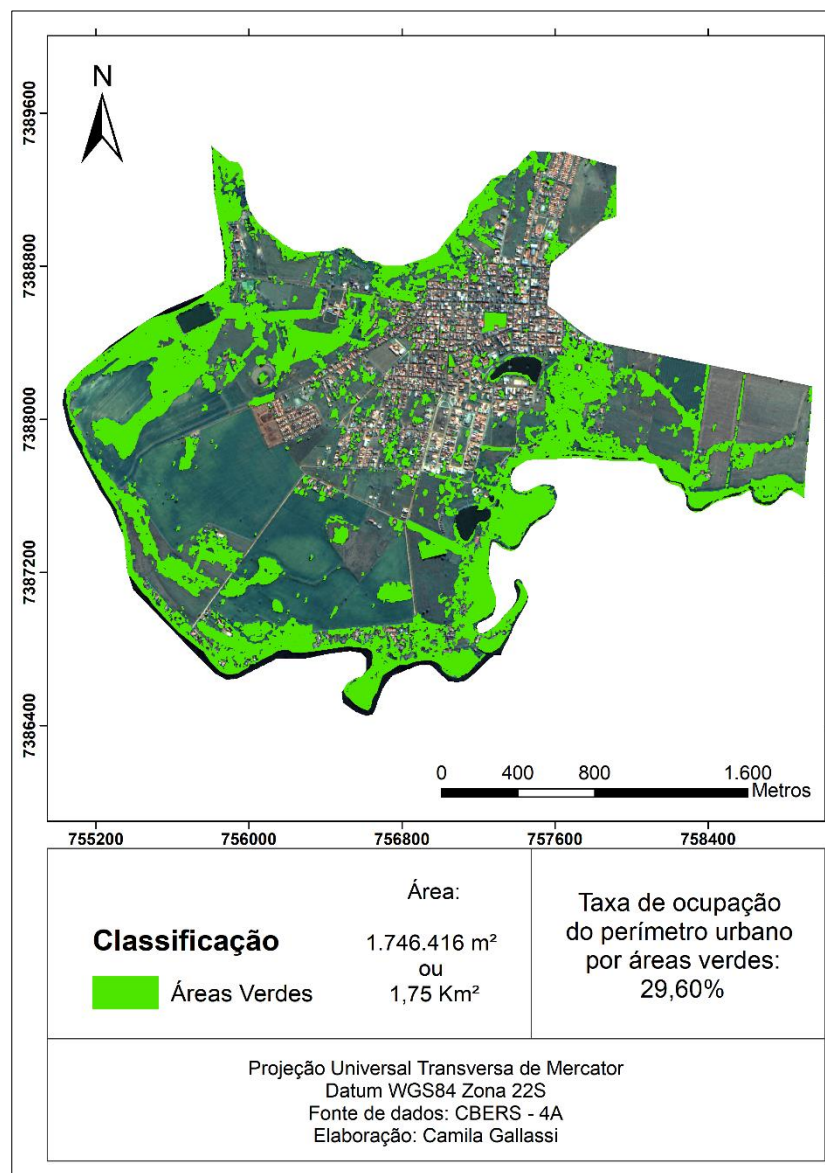 N
7389600
7388800
7388000
7387200
7386400
0 400 800 1.600
Metros
755200 756000 756800 757600 758400
Classificação
Áreas Verdes
Área:
1.746.416 m²
ou
1,75 Km²
Taxa de ocupação
do perímetro urbano
por áreas verdes:
29,60%
Projeção Universal Transversa de Mercator
Datum WGS84 Zona 22S
Fonte de dados: CBERS - 4A
Elaboração: Camila Gallassi